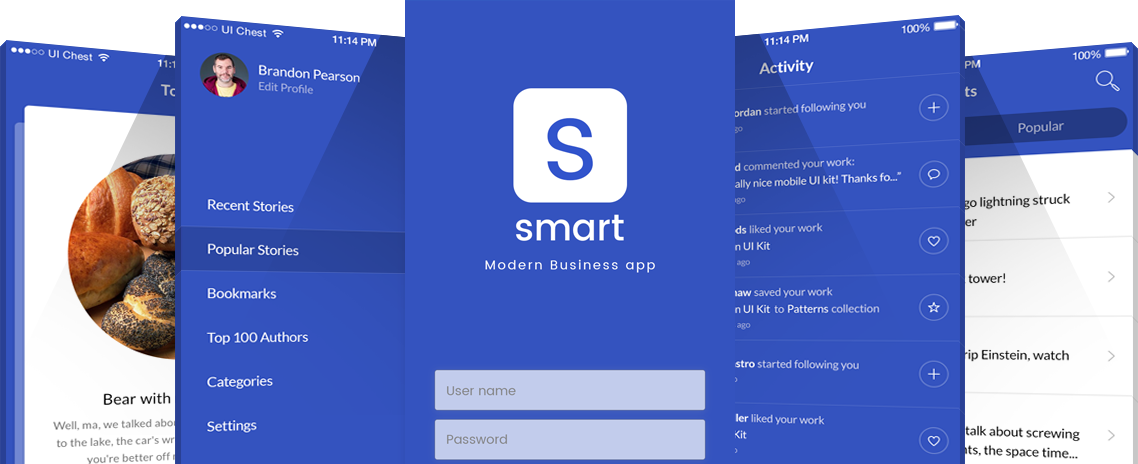 UI Chest
To
Bear with
Well, ma, we talked abou
to the lake, the car's wr
you're better off
UI Chest
11:14 PM
Brandon Pearson
Edit Profile
Recent Stories
Popular Stories
Bookmarks
Top 100 Authors
Categories
Settings
S
smart
Modern Business app
User name
Password
11:14 PM
100%
Activity
ordan started following you
ago
d commented your work:
ally nice mobile UI kit! Thanks fo..."
ago
ds liked your work
n UI Kit
ago
haw saved your work
n UI Kit to Patterns collection
ago
stro started following you
ler liked your work
Kit
PM
100%
ts
Popular
go lightning struck
er
tower!
rip Einstein, watch
talk about screwing
nts, the space time...